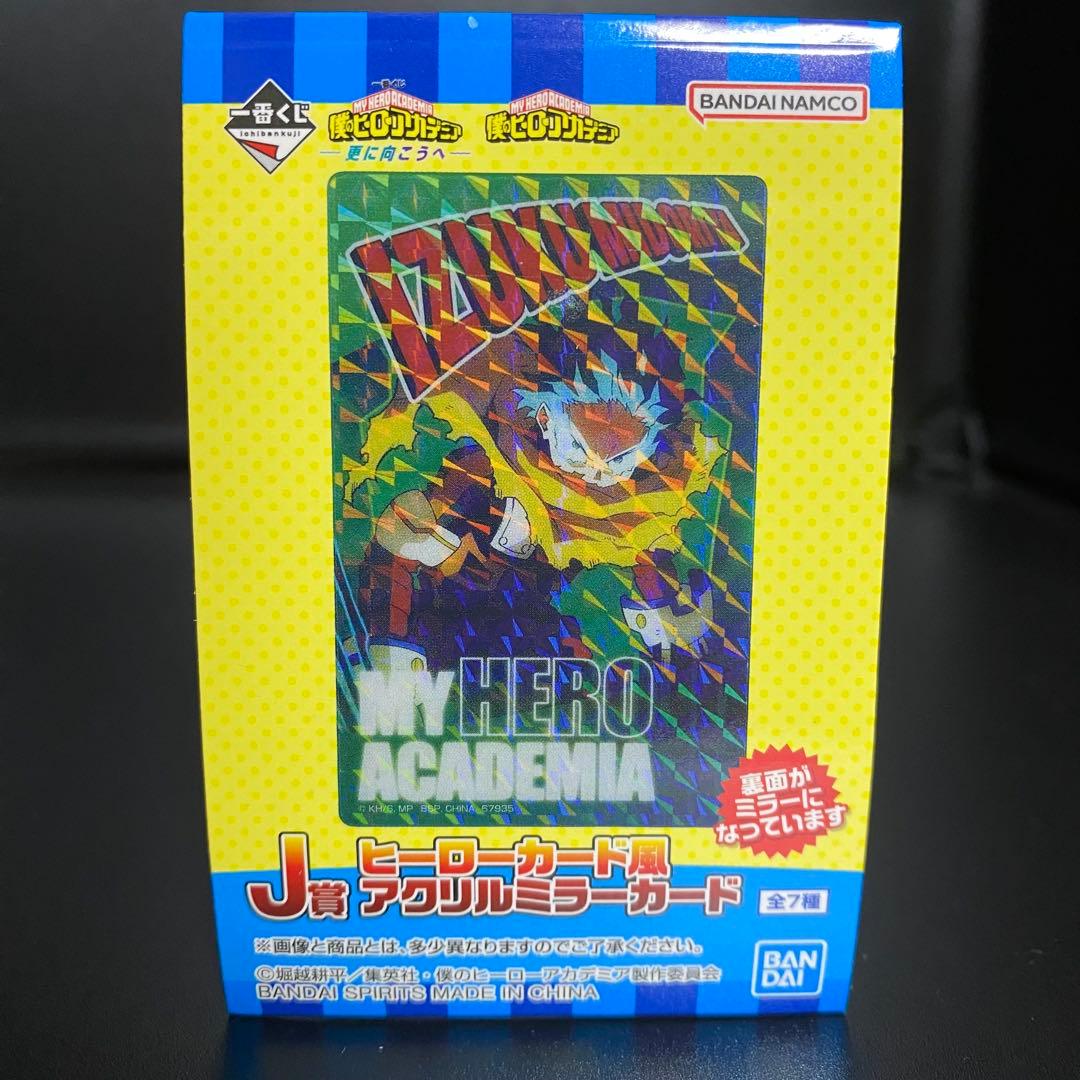 一番くじ
ichibankuji
一番くじ
MY HERO ACADEMIA
僕のヒーローアカデミア
―更に向こうへ―
MY HERO ACADEMIA
僕のヒーローアカデミア
BANDAI NAMCO
IZUKU MIDORIYA
MY HERO
ACADEMIA
© KH/S, MP BSP, CHINA, 67935
裏面が
ミラーに
なっています
J賞
ヒーローカード風
アクリルミラーカード
全7種
※画像と商品とは、多少異なりますのでご了承ください。
©堀越耕平/集英社・僕のヒーローアカデミア製作委員会
BANDAI SPIRITS MADE IN CHINA
BAN
DAI